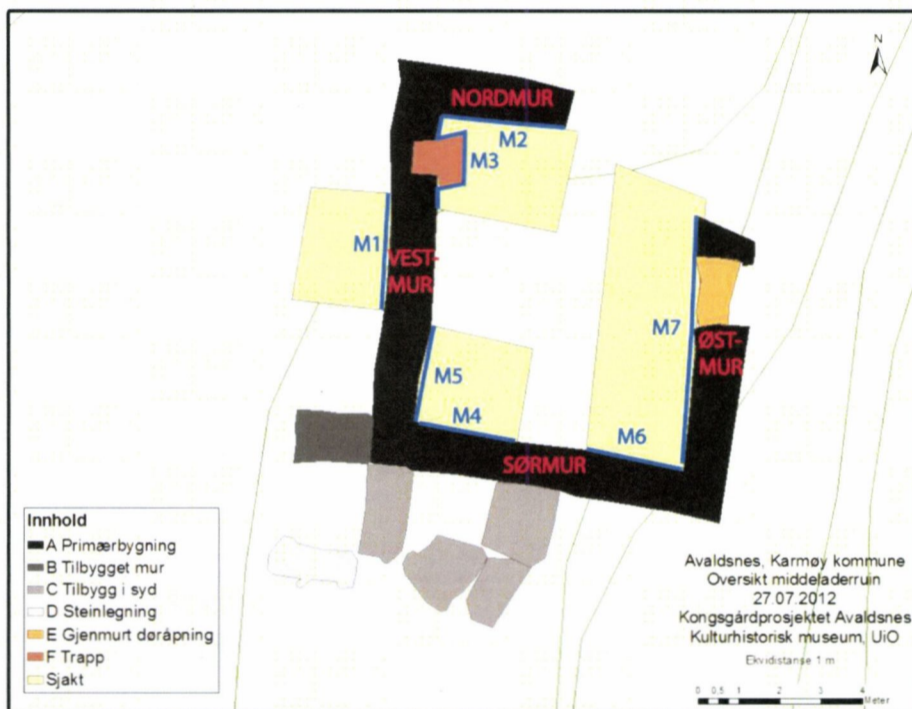 N
NORDMUR
M2
M3
M1
VEST-
MUR
M7
ØST-
MUR
M5
M4
M6
SØRMUR
Innhold
A Primærbygning
B Tilbygget mur
C Tilbygg i syd
D Steinlegning
E Gjenmurt døråpning
F Trapp
Sjakt
Avaldsnes, Karmøy kommune
Oversikt middeladerruin
27.07.2012
Kongsgårdprosjektet Avaldsnes
Kulturhistorisk museum, UiO
Ekvidistanse 1 m
0 0,5 1 2 3 4
Meter